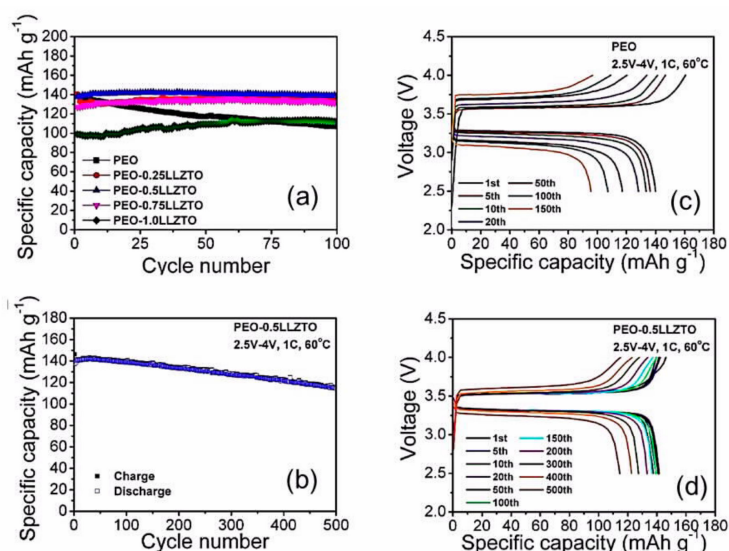 Specific capacity (mAh g-1)
180
160
140
120
100
80
60
40
20
0
PEO
PEO-0.25LLZTO
PEO-0.5LLZTO
PEO-0.75LLZTO
PEO-1.0LLZTO
(a)
0 25 50 75 100
Cycle number
Voltage (V)
4.5
4.0
3.5
3.0
2.5
2.0
PEO
2.5V-4V, 1C, 60°C
1st 50th
5th 100th
10th 150th
20th
(c)
0 20 40 60 80 100 120 140 160 180
Specific capacity (mAh g-1)
Specific capacity (mAh g-1)
180
160
140
120
100
80
60
40
20
0
PEO-0.5LLZTO
2.5V-4V, 1C, 60°C
Charge
Discharge
(b)
0 100 200 300 400 500
Cycle number
Voltage (V)
4.5
4.0
3.5
3.0
2.5
2.0
PEO-0.5LLZTO
2.5V-4V, 1C, 60°C
1st 150th
5th 200th
10th 300th
20th 400th
50th 500th
100th
(d)
0 20 40 60 80 100 120 140 160 180
Specific capacity (mAh g-1)